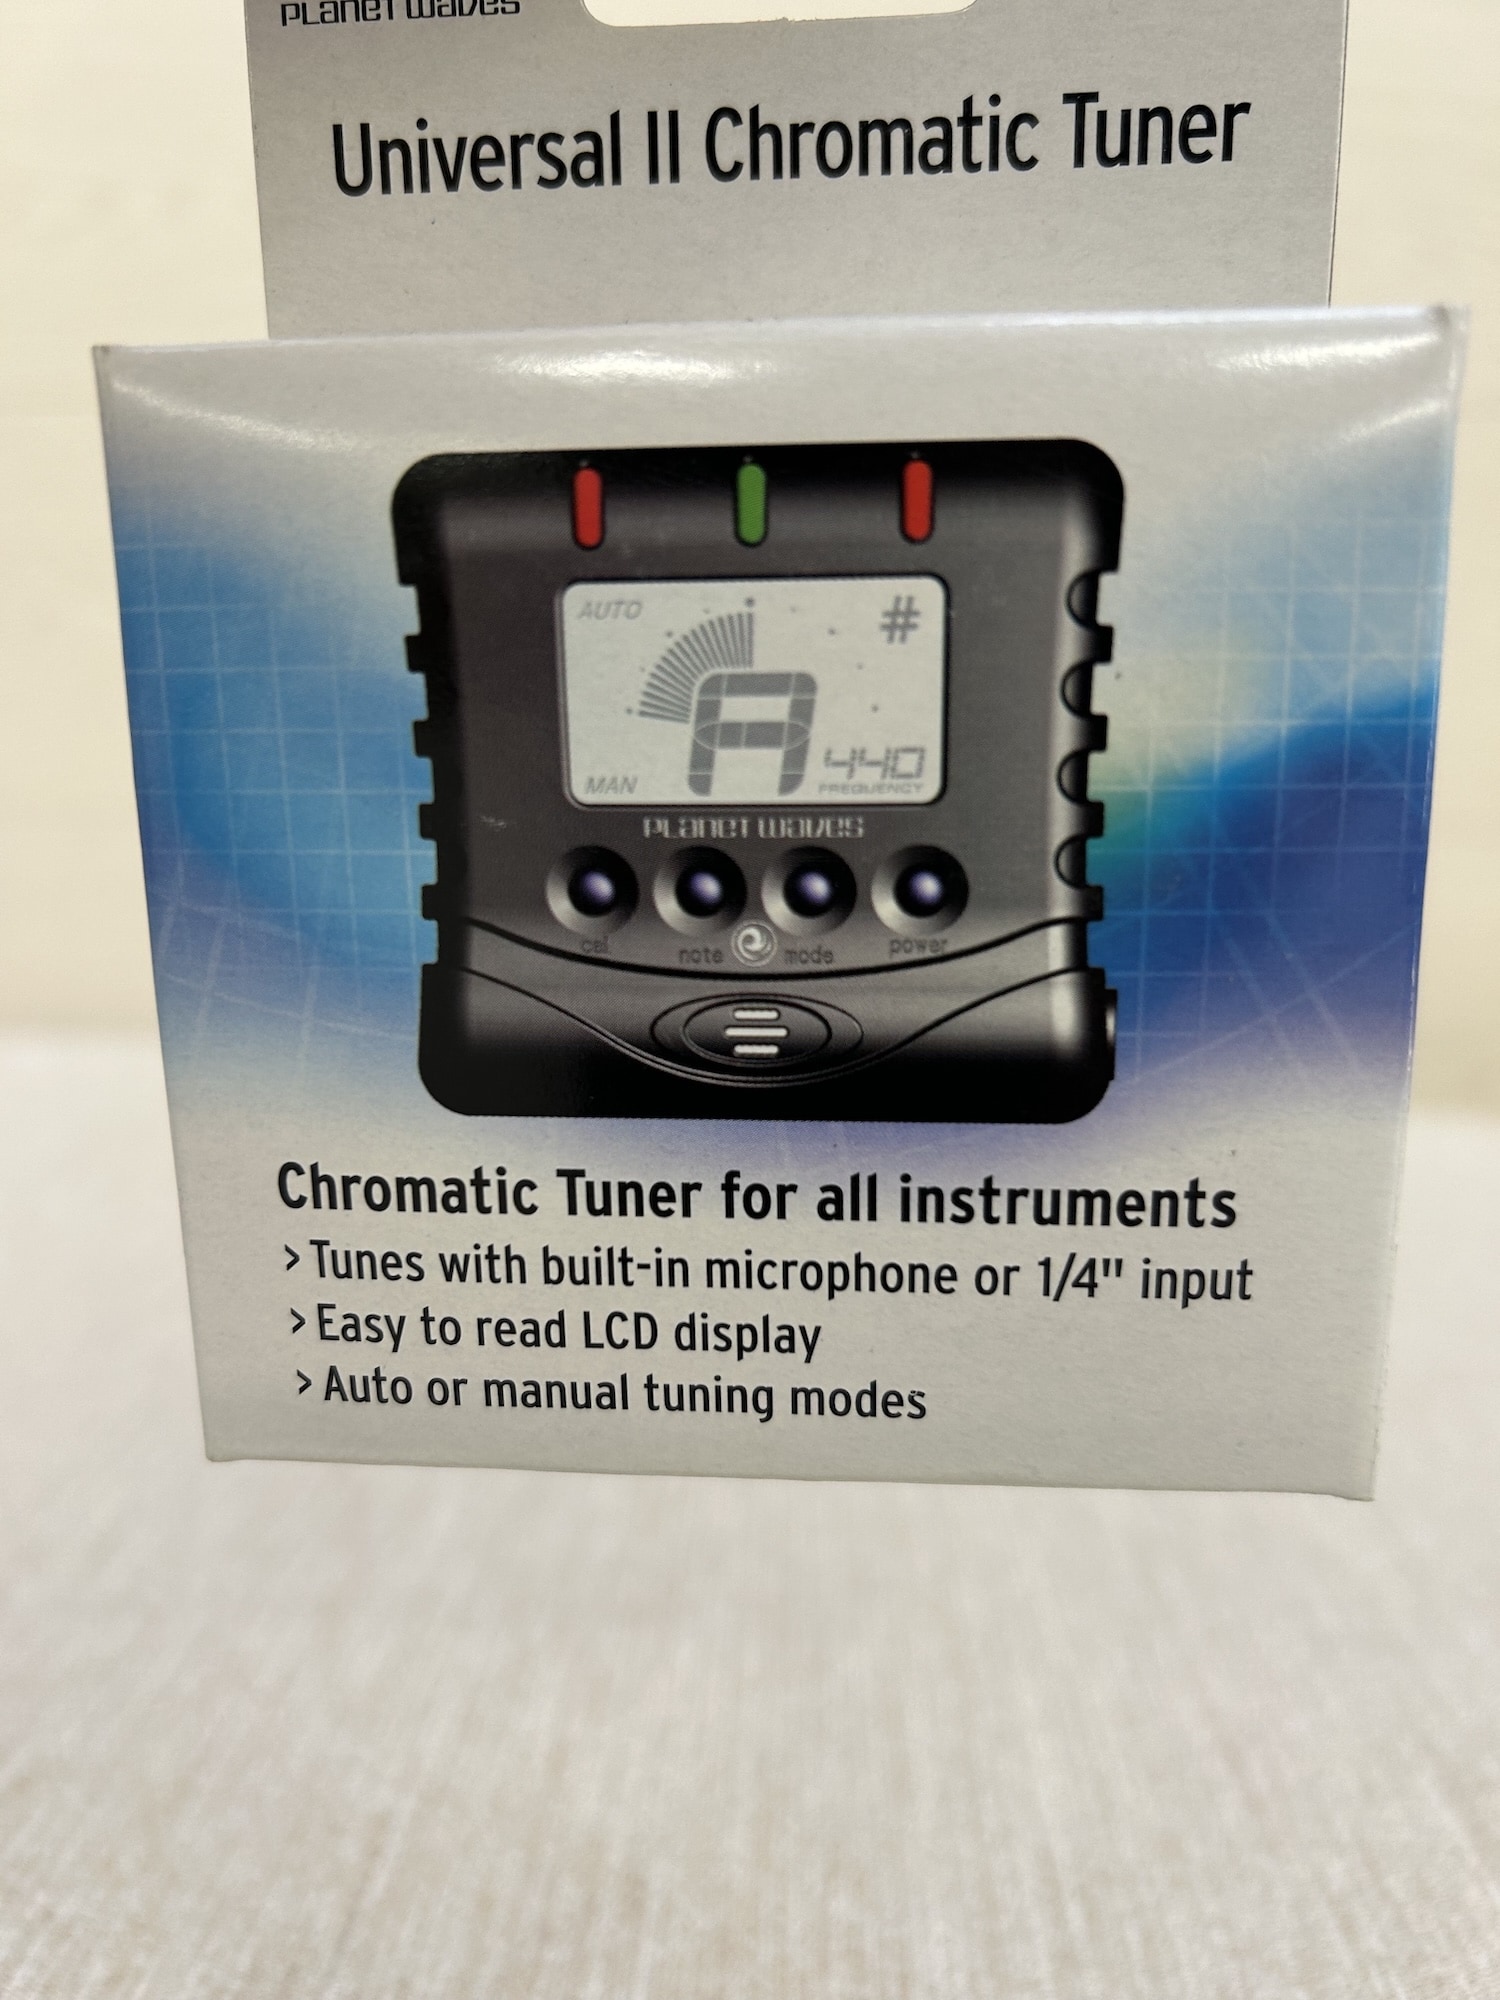 PLANET WAVES
Universal II Chromatic Tuner
AUTO
#
A
440
MAN
FREQUENCY
PLANET WAVES
cal
note
mode
power
Chromatic Tuner for all instruments
> Tunes with built-in microphone or 1/4" input
> Easy to read LCD display
> Auto or manual tuning modes